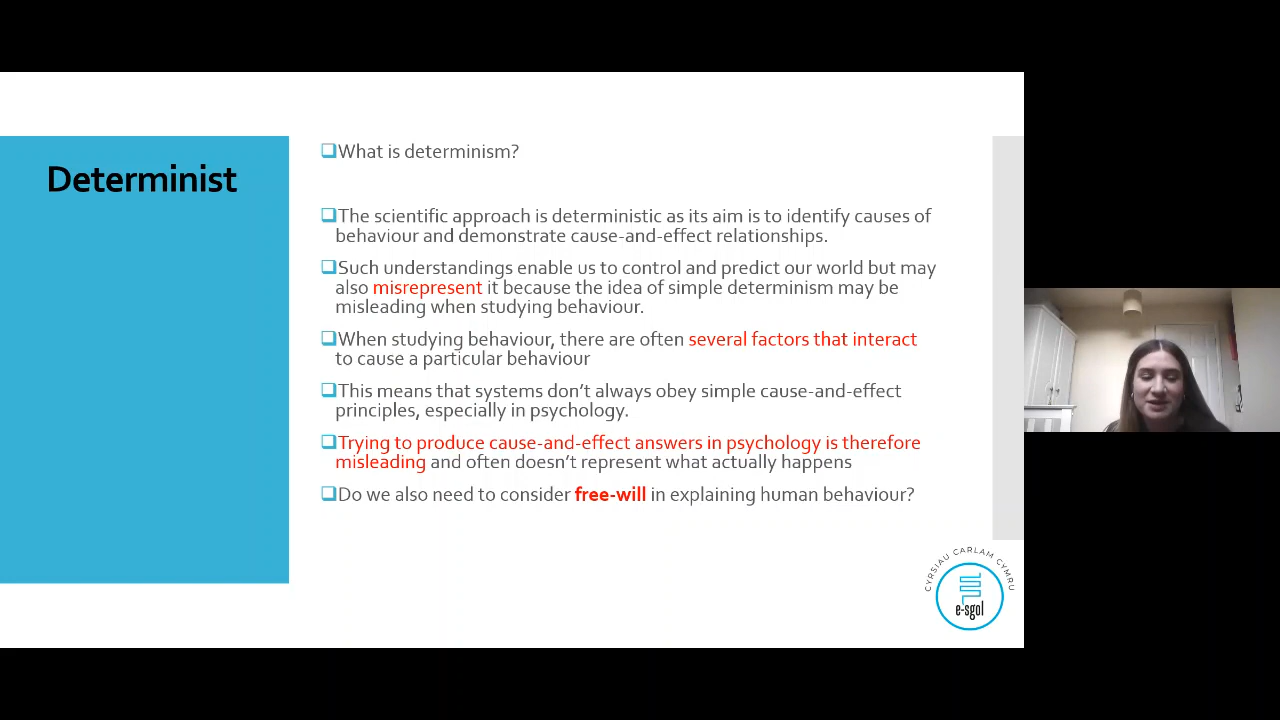 Determinist
What is determinism?
The scientific approach is deterministic as its aim is to identify causes of
behaviour and demonstrate cause-and-effect relationships.
Such understandings enable us to control and predict our world but may
also misrepresent it because the idea of simple determinism may be
misleading when studying behaviour.
When studying behaviour, there are often several factors that interact
to cause a particular behaviour
This means that systems don't always obey simple cause-and-effect
principles, especially in psychology.
Trying to produce cause-and-effect answers in psychology is therefore
misleading and often doesn't represent what actually happens
Do we also need to consider free-will in explaining human behaviour?
CYRSIAU CARLAM CYMRU
e-sgol